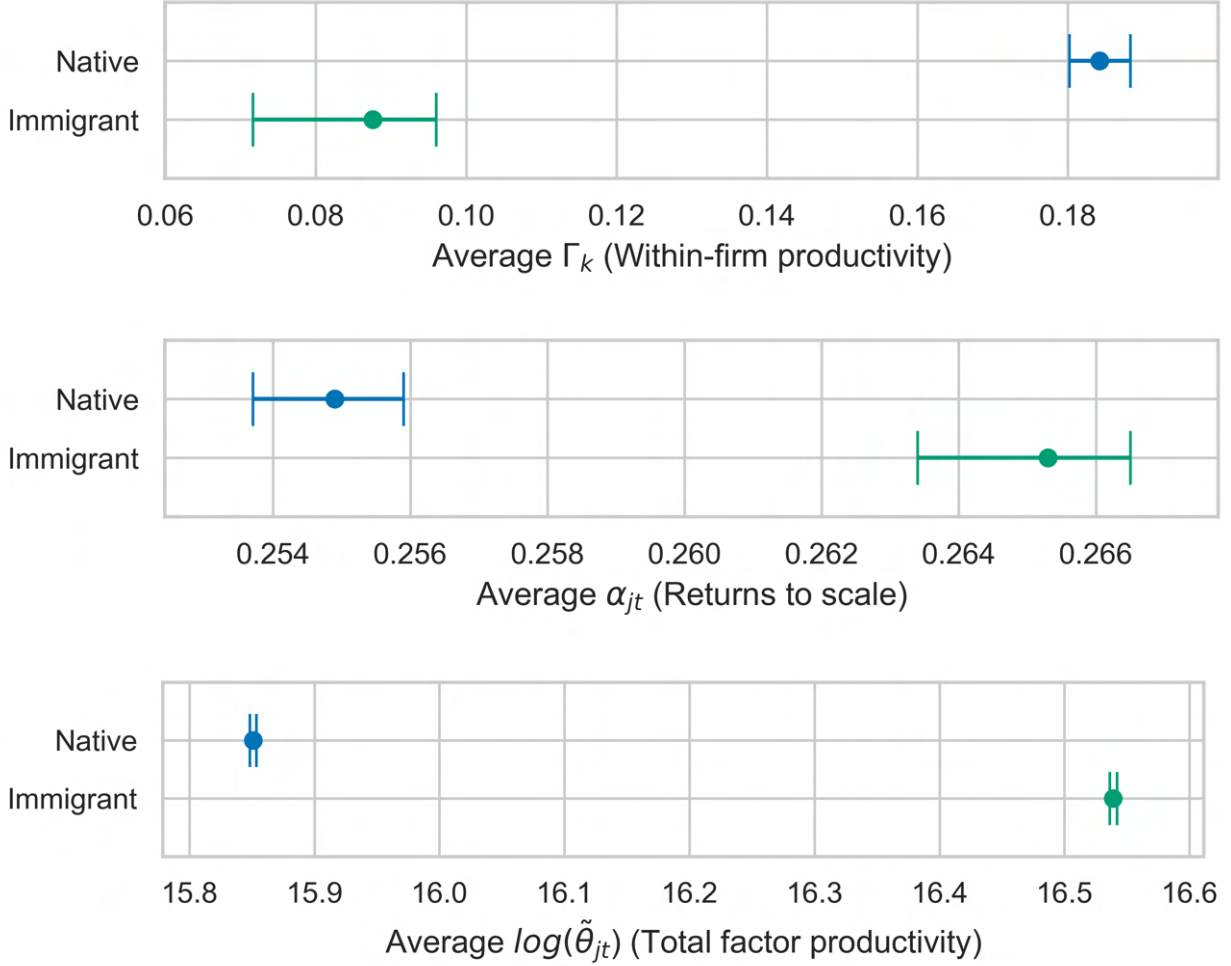 Native
Immigrant
0.06 0.08 0.10 0.12 0.14 0.16 0.18
Average Γₖ (Within-firm productivity)
Native
Immigrant
0.254 0.256 0.258 0.260 0.262 0.264 0.266
Average αⱼₜ (Returns to scale)
Native
Immigrant
15.8 15.9 16.0 16.1 16.2 16.3 16.4 16.5 16.6
Average log(θ̃ⱼₜ) (Total factor productivity)